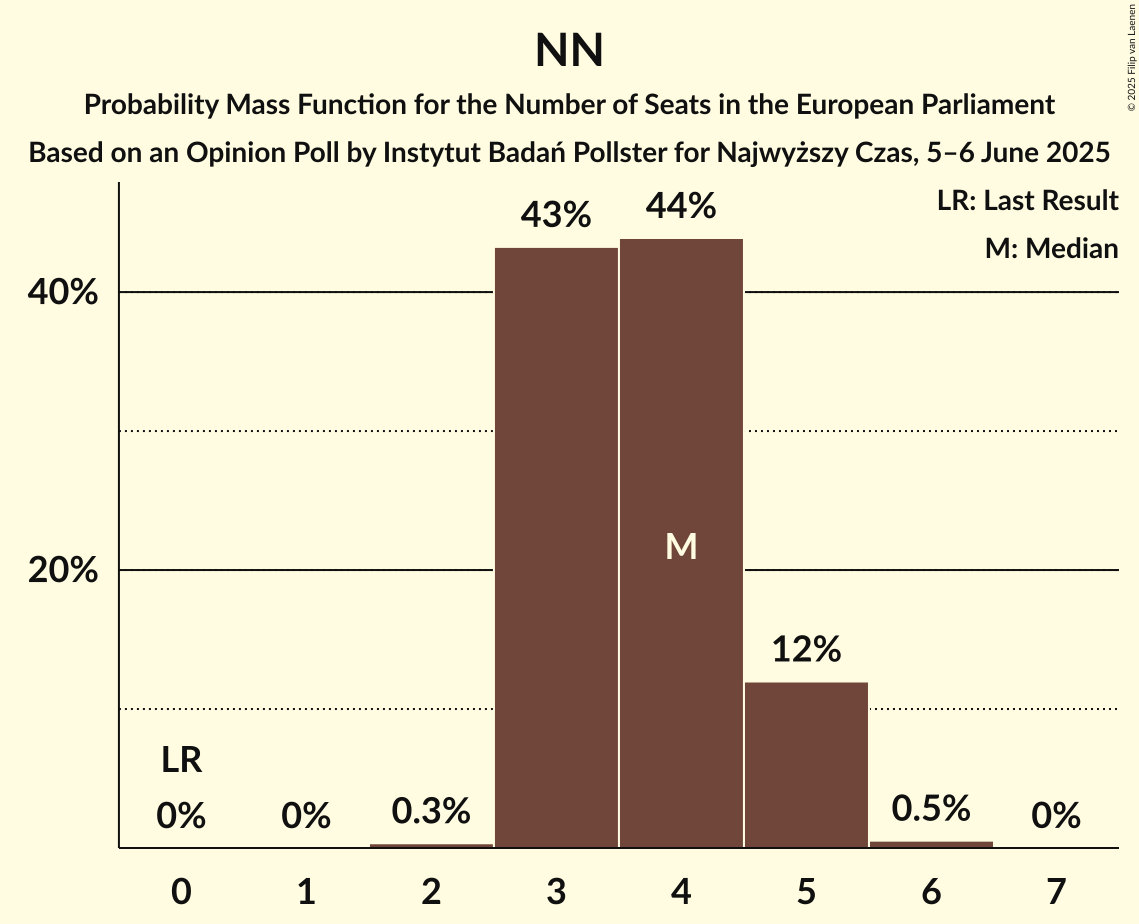 NN
Probability Mass Function for the Number of Seats in the European Parliament
Based on an Opinion Poll by Instytut Badań Pollster for Najwyższy Czas, 5–6 June 2025
© 2025 Filip van Laenen
LR: Last Result
M: Median
43%
44%
40%
M
20%
12%
LR
0%
0%
0.3%
0.5%
0%
0 1 2 3 4 5 6 7